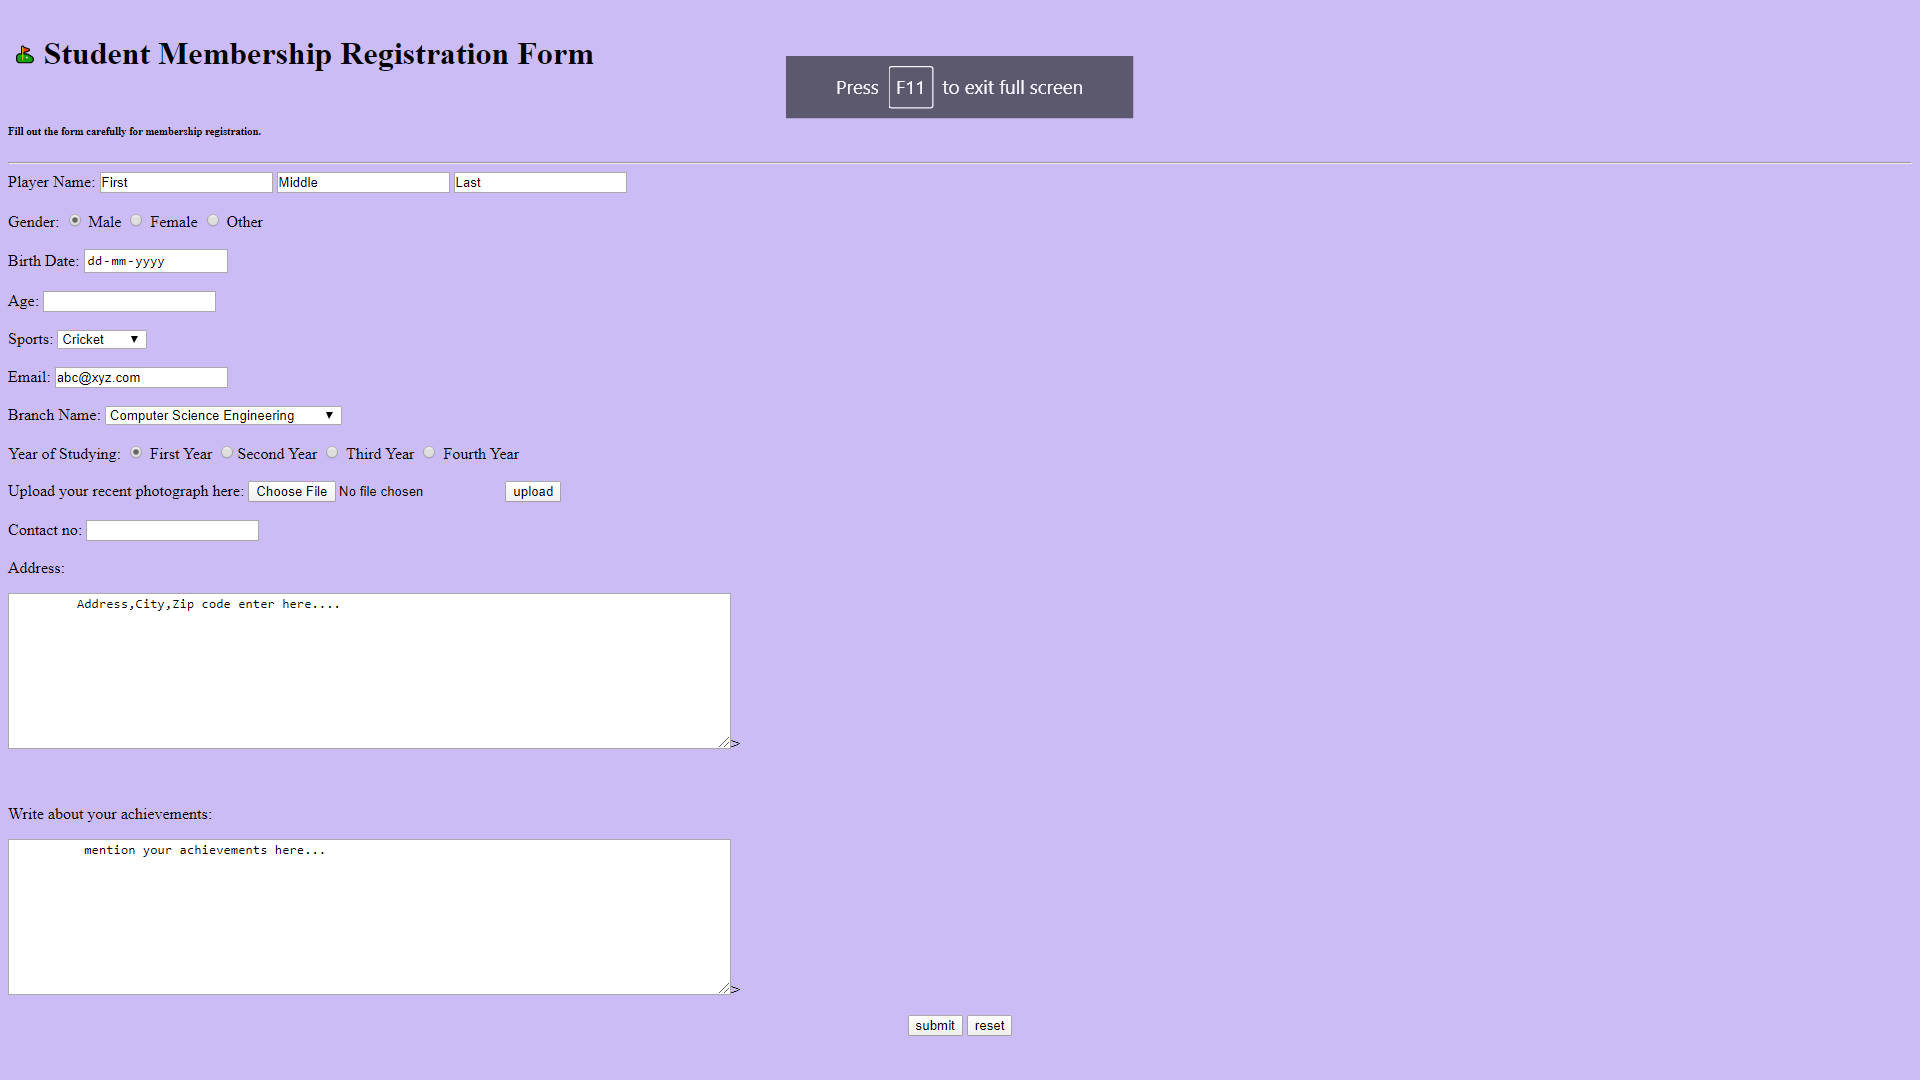 Student Membership Registration Form
Press F11 to exit full screen
Fill out the form carefully for membership registration.
Player Name: First Middle Last
Gender: Male Female Other
Birth Date: dd-mm-yyyy
Age:
Sports: Cricket
Email: abc@xyz.com
Branch Name: Computer Science Engineering
Year of Studying: First Year Second Year Third Year Fourth Year
Upload your recent photograph here: Choose File No file chosen upload
Contact no:
Address:
Address,City,Zip code enter here....
>
Write about your achievements:
mention your achievements here...
>
submit reset